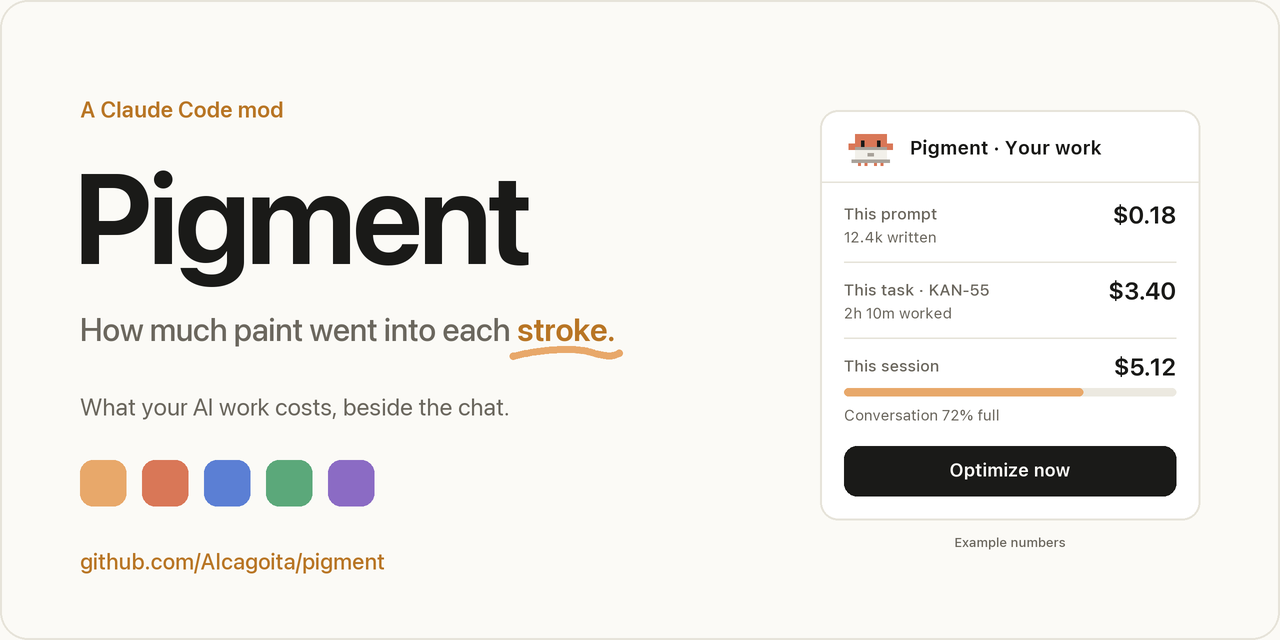 A Claude Code mod
Pigment
How much paint went into each stroke.
What your AI work costs, beside the chat.
github.com/Alcagoita/pigment
Pigment · Your work
This prompt
$0.18
12.4k written
This task · KAN-55
$3.40
2h 10m worked
This session
$5.12
Conversation 72% full
Optimize now
Example numbers